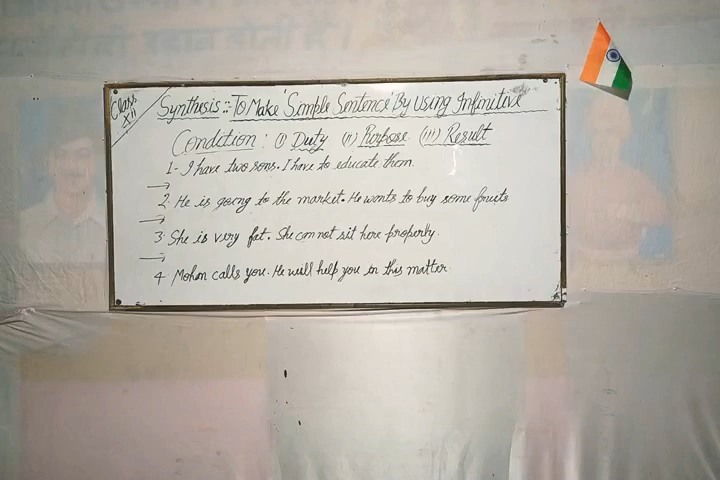 Class
XII
Synthesis :- To Make 'Simple Sentence' By Using Infinitive
Condition : (i) Duty (ii) Purpose (iii) Result
1- I have two sons. I have to educate them.
→
2. He is going to the market. He wants to buy some fruits
→
3. She is very fat. She can not sit here properly.
→
4 Mohan calls you. He will help you in this matter.